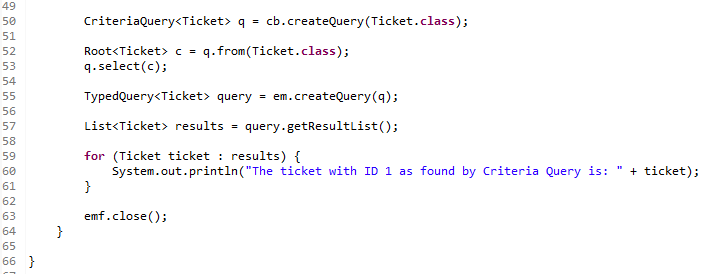 49
50 CriteriaQuery<Ticket> q = cb.createQuery(Ticket.class);
51
52 Root<Ticket> c = q.from(Ticket.class);
53 q.select(c);
54
55 TypedQuery<Ticket> query = em.createQuery(q);
56
57 List<Ticket> results = query.getResultList();
58
59 for (Ticket ticket : results) {
60 System.out.println("The ticket with ID 1 as found by Criteria Query is: " + ticket);
61 }
62
63 emf.close();
64 }
65
66 }